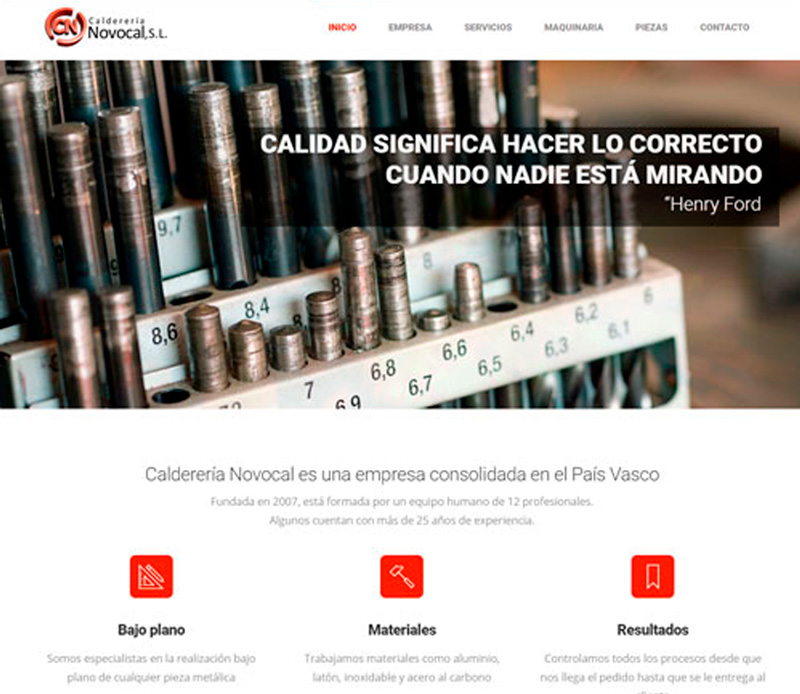 Calderería
Novocal, S.L.
INICIO EMPRESA SERVICIOS MAQUINARIA PIEZAS CONTACTO
CALIDAD SIGNIFICA HACER LO CORRECTO
CUANDO NADIE ESTÁ MIRANDO
“Henry Ford
9,7
9
8
8,6 8,4 8 6
6,8 6,6 6,4 6,2
7 6,7 6,5 6,3 6,1
6,9
Calderería Novocal es una empresa consolidada en el País Vasco
Fundada en 2007, está formada por un equipo humano de 12 profesionales.
Algunos cuentan con más de 25 años de experiencia.
Bajo plano
Somos especialistas en la realización bajo
plano de cualquier pieza metálica
Materiales
Trabajamos materiales como aluminio,
latón, inoxidable y acero al carbono
Resultados
Controlamos todos los procesos desde que
nos llega el pedido hasta que se le entrega al